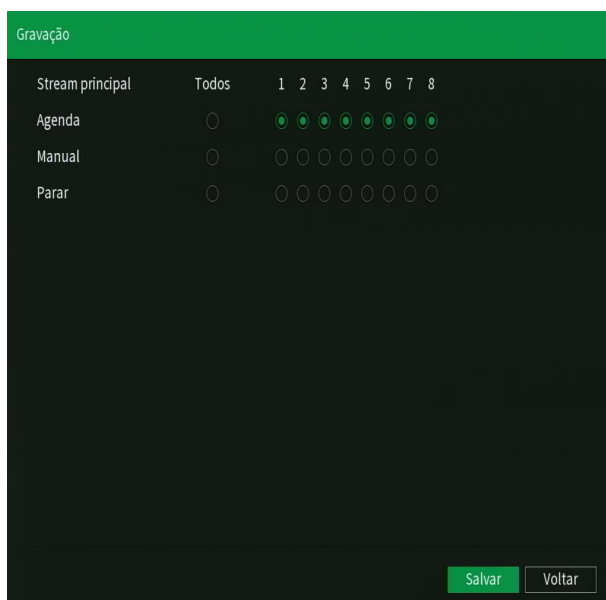 Gravação
Stream principal Todos 1 2 3 4 5 6 7 8
Agenda
Manual
Parar
Salvar Voltar